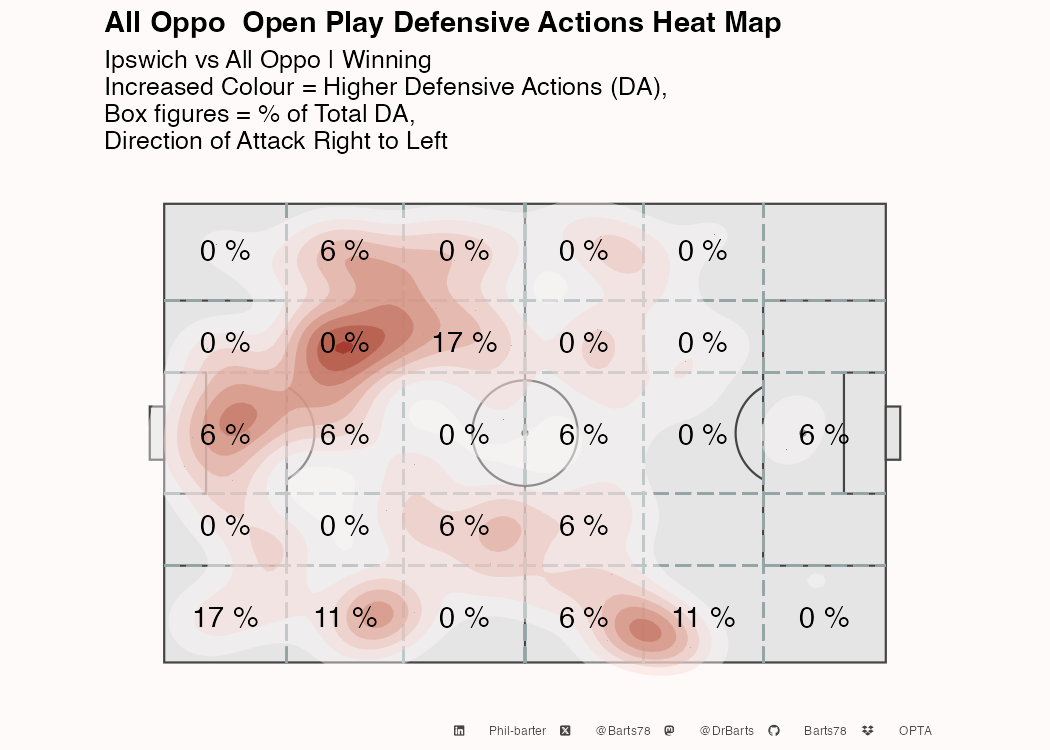 All Oppo  Open Play Defensive Actions Heat Map
Ipswich vs All Oppo | Winning
Increased Colour = Higher Defensive Actions (DA),
Box figures = % of Total DA,
Direction of Attack Right to Left
0 % 6 % 0 % 0 % 0 %
0 % 0 % 17 % 0 % 0 %
6 % 6 % 0 % 6 % 0 % 6 %
0 % 0 % 6 % 6 %
17 % 11 % 0 % 6 % 11 % 0 %
Phil-barter @Barts78 @DrBarts Barts78 OPTA